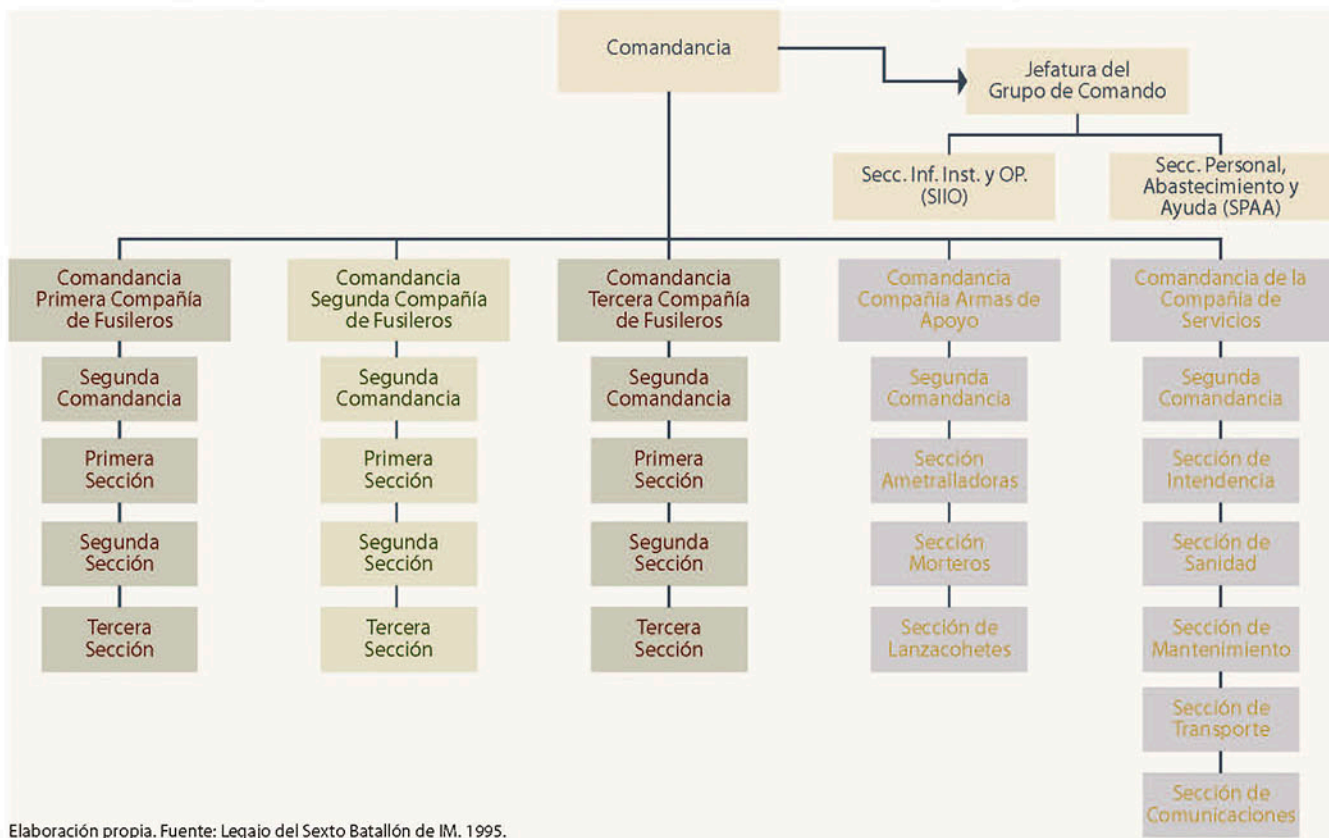 Comandancia
Jefatura del
Grupo de Comando
Secc. Inf. Inst. y OP.
(SIIO)
Secc. Personal,
Abastecimiento y
Ayuda (SPAA)
Comandancia
Primera Compañía
de Fusileros
Segunda
Comandancia
Primera
Sección
Segunda
Sección
Tercera
Sección
Comandancia
Segunda Compañía
de Fusileros
Segunda
Comandancia
Primera
Sección
Segunda
Sección
Tercera
Sección
Comandancia
Tercera Compañía
de Fusileros
Segunda
Comandancia
Primera
Sección
Segunda
Sección
Tercera
Sección
Comandancia
Compañía Armas de
Apoyo
Segunda
Comandancia
Sección
Ametralladoras
Sección
Morteros
Sección de
Lanzacohetes
Comandancia de la
Compañía de
Servicios
Segunda
Comandancia
Sección de
Intendencia
Sección de
Sanidad
Sección de
Mantenimiento
Sección de
Transporte
Sección de
Comunicaciones
Elaboración propia. Fuente: Legajo del Sexto Batallón de IM. 1995.